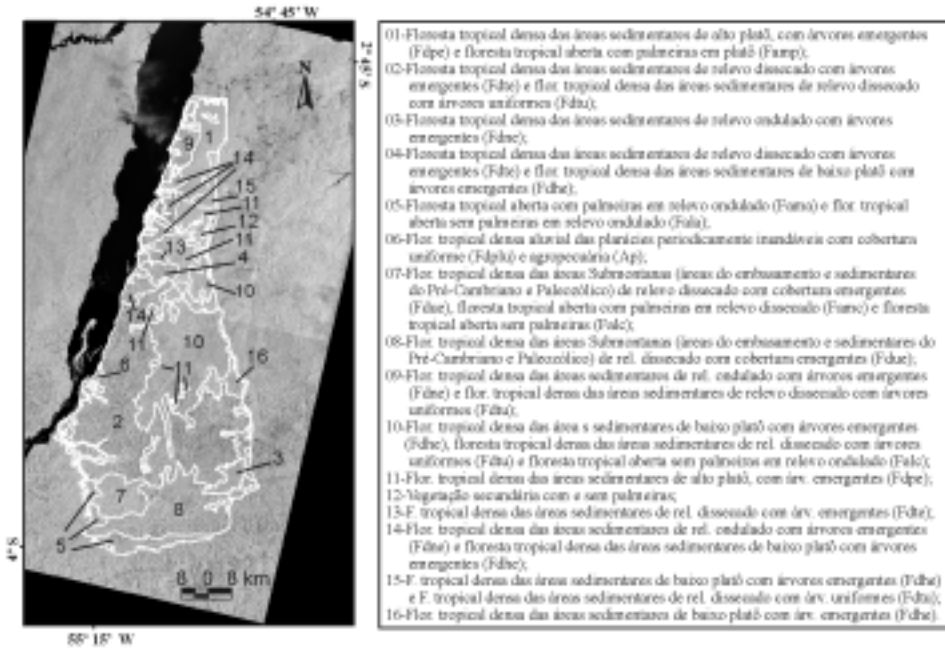 54° 45' W
2° 48' S
N
1
9
14
15
11
12
13
11
4
10
14
11
10
6
11
1
16
2
3
7
8
5
8 0 8 km
4° S
55° 15' W
01-Floresta tropical densa das áreas sedimentares de alto platô, com árvores emergentes
(Fdpe) e floresta tropical aberta com palmeiras em platô (Famp);
02-Floresta tropical densa das áreas sedimentares de relevo dissecado com árvores
emergentes (Fdte) e flor. tropical densa das áreas sedimentares de relevo dissecado
com árvores uniformes (Fdtu);
03-Floresta tropical densa das áreas sedimentares de relevo ondulado com árvores
emergentes (Fdne);
04-Floresta tropical densa das áreas sedimentares de relevo dissecado com árvores
emergentes (Fdte) e flor. tropical densa das áreas sedimentares de baixo platô com
árvores emergentes (Fdhe);
05-Floresta tropical aberta com palmeiras em relevo ondulado (Fama) e flor. tropical
aberta sem palmeiras em relevo ondulado (Fala);
06-Flor. tropical densa aluvial das planícies periodicamente inundáveis com cobertura
uniforme (Fdplu) e agropecuária (Ap);
07-Flor. tropical densa das áreas Submontanas (áreas do embasamento e sedimentares
do Pré-Cambriano e Paleozólico) de relevo dissecado com cobertura emergentes
(Fdue), floresta tropical aberta com palmeiras em relevo dissecado (Famc) e floresta
tropical aberta sem palmeiras (Falc);
08-Flor. tropical densa das áreas Submontanas (áreas do embasamento e sedimentares do
Pré-Cambriano e Paleozólico) de rel. dissecado com cobertura emergentes (Fdue);
09-Flor. tropical densa das áreas sedimentares de rel. ondulado com árvores emergentes
(Fdne) e flor. tropical densa das áreas sedimentares de relevo dissecado com árvores
uniformes (Fdtu);
10-Flor. tropical densa das área s sedimentares de baixo platô com árvores emergentes
(Fdhe), floresta tropical densa das áreas sedimentares de rel. dissecado com árvores
uniformes (Fdtu) e floresta tropical aberta sem palmeiras em relevo ondulado (Falc);
11-Flor. tropical densa das áreas sedimentares de alto platô, com árv. emergentes (Fdpe);
12-Vegetação secundária com e sem palmeiras;
13-F. tropical densa das áreas sedimentares de rel. dissecado com árv. emergentes (Fdte);
14-Flor. tropical densa das áreas sedimentares de rel. ondulado com árvores emergentes
(Fdne) e floresta tropical densa das áreas sedimentares de baixo platô com árvores
emergentes (Fdhe);
15-F. tropical densa das áreas sedimentares de baixo platô com árvores emergentes (Fdhe)
e F. tropical densa das áreas sedimentares de rel. dissecado com árv. uniformes (Fdtu);
16-Flor. tropical densa das áreas sedimentares de baixo platô com árv. emergentes (Fdhe).